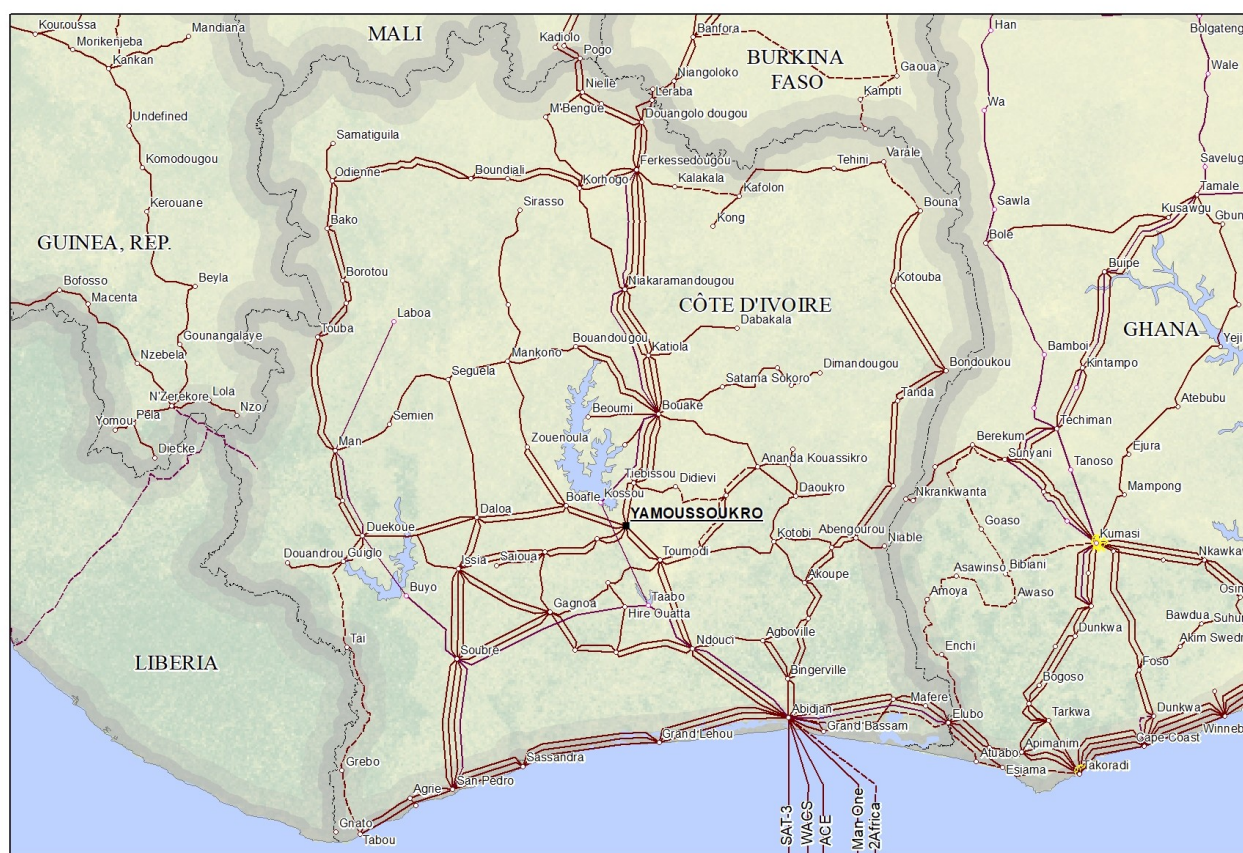 Kouroussa
Mandiana
Morikenjeba
Kankan
MALI
Kadiolo
Pogo
Banfora
Han
Bolgateng
BURKINA
FASO
Gaoua
Wale
Niangoloko
Leraba
Nielle
Kampti
M'Bengue
Wa
Undefined
Douangolo dougou
Samatiguila
Varale
Tehini
Ferkessedougou
Komodougou
Savelug
Odienne
Boundiali
Korhogo
Kalakala
Kafolon
Tamale
Kerouane
Sirasso
Bouna
Sawla
Kusawgu
Gbun
Bako
Kong
Bole
GUINEA, REP.
Beyla
Borotou
Niakaramandougou
Kotouba
Buipe
Bofosso
Macenta
CÔTE D'IVOIRE
Laboa
Dabakala
GHANA
Touba
Gounangalaye
Bouandougou
Katiola
Bamboi
Yeji
Nzebela
Mankono
Seguela
Dimandougou
Bondoukou
Kintampo
Satama Sokoro
N'Zerekore
Lola
Tanda
Atebubu
Pela
Nzo
Beoumi
Bouake
Yomou
Semien
Techiman
Man
Zouenoula
Berekum
Ejura
Diecke
Sunyani
Ananda Kouassikro
Tanoso
Tiebissou
Didievi
Boafle
Kossou
Daoukro
Nkrankwanta
Mampong
Daloa
YAMOUSSOUKRO
Duekoue
Goaso
Kotobi
Abengourou
Niable
Kumasi
Douandrou
Guiglo
Issia
Saioua
Toumodi
Nkawkaw
Asawinso
Bibiani
Akoupe
Buyo
Taabo
Amoya
Awaso
Osin
Gagnoa
Hire Ouatta
Bawdua
Suhum
Tai
Dunkwa
Agboville
Ndouci
Akim Swedr
Soubre
Enchi
LIBERIA
Bingerville
Foso
Bogoso
Mafere
Abidjan
Elubo
Tarkwa
Dunkwa
Grand Bassam
Grand Lehou
Cape Coast
Winneb
Apimanim
Atuabo
Sassandra
Grebo
Esiama
Takoradi
San Pedro
Agrie
Gnato
Tabou
SAT-3
WACS
ACE
Man One
2Africa